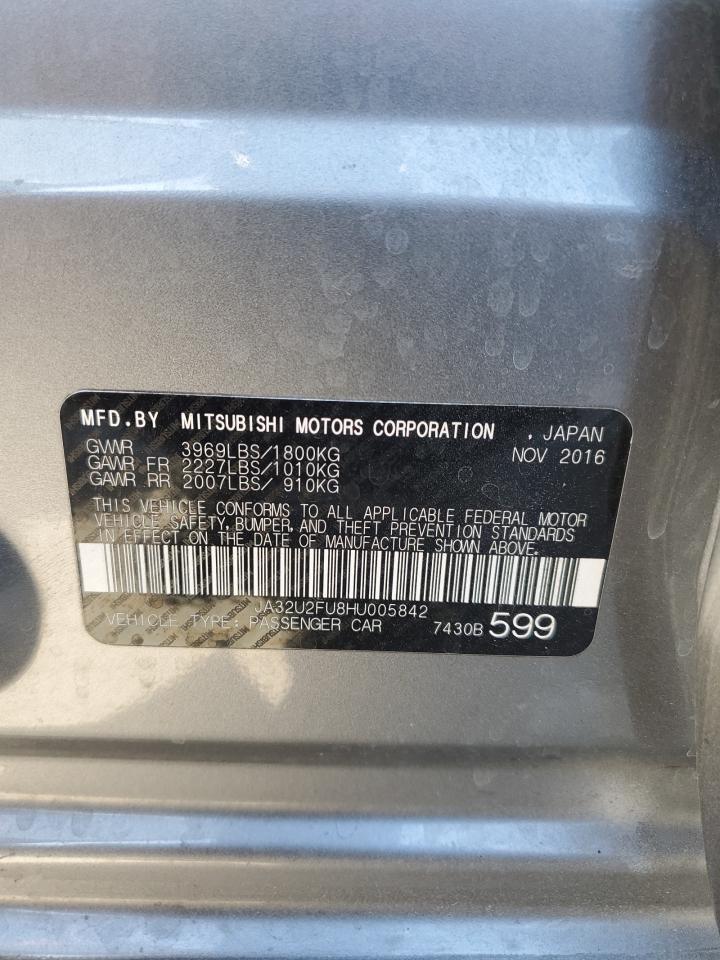 MFD.BY MITSUBISHI MOTORS CORPORATION , JAPAN
GVWR 3969LBS/1800KG NOV 2016
GAWR FR 2227LBS/1010KG
GAWR RR 2007LBS/ 910KG
THIS VEHICLE CONFORMS TO ALL APPLICABLE FEDERAL MOTOR
VEHICLE SAFETY, BUMPER, AND THEFT PREVENTION STANDARDS
IN EFFECT ON THE DATE OF MANUFACTURE SHOWN ABOVE.
JA32U2FU8HU005842
VEHICLE TYPE: PASSENGER CAR 7430B 599